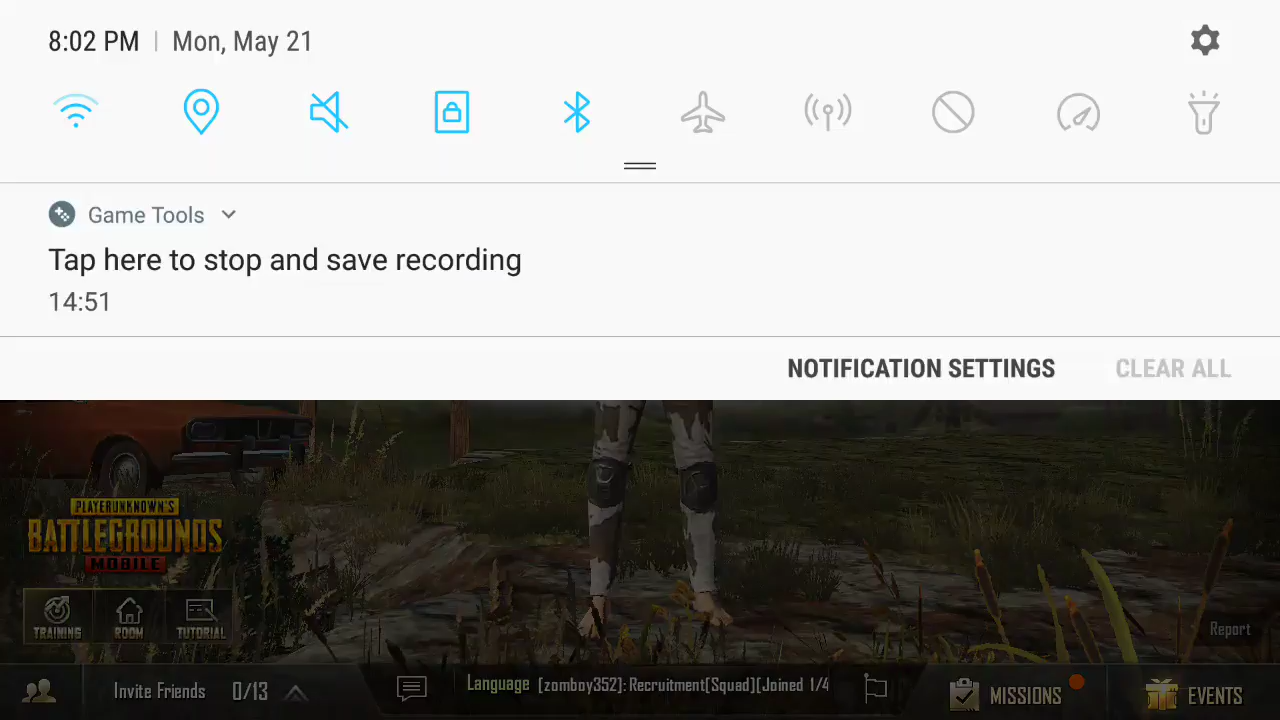 8:02 PM | Mon, May 21
Game Tools
Tap here to stop and save recording
14:51
NOTIFICATION SETTINGS CLEAR ALL
PLAYERUNKNOWN'S
BATTLEGROUNDS
MOBILE
TRAINING ROOM TUTORIAL
Report
Invite Friends 0/13
Language [zomboy352]: Recruitment[Squad][Joined 1/4
MISSIONS
EVENTS